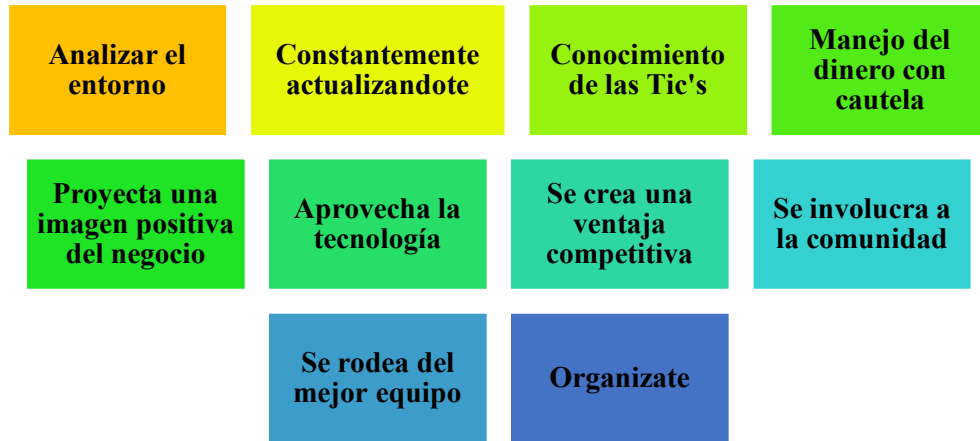 Analizar el
entorno
Constantemente
actualizandote
Conocimiento
de las Tic's
Manejo del
dinero con
cautela
Proyecta una
imagen positiva
del negocio
Aprovecha la
tecnología
Se crea una
ventaja
competitiva
Se involucra a
la comunidad
Se rodea del
mejor equipo
Organizate